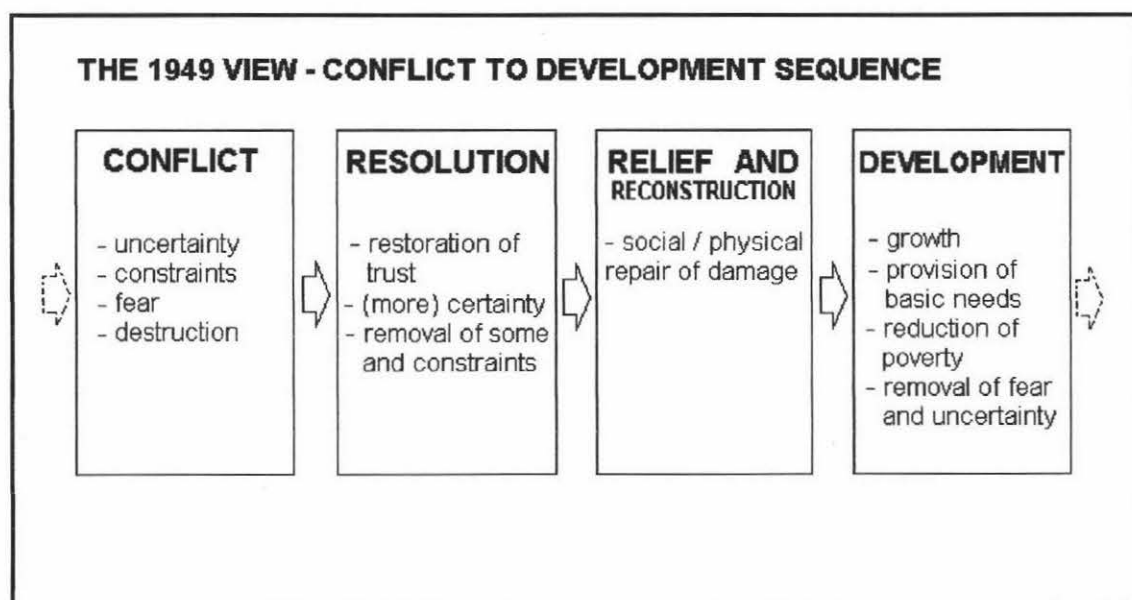 THE 1949 VIEW - CONFLICT TO DEVELOPMENT SEQUENCE
CONFLICT
- uncertainty
- constraints
- fear
- destruction
RESOLUTION
- restoration of
trust
- (more) certainty
- removal of some
and constraints
RELIEF AND
RECONSTRUCTION
- social / physical
repair of damage
DEVELOPMENT
- growth
- provision of
basic needs
- reduction of
poverty
- removal of fear
and uncertainty